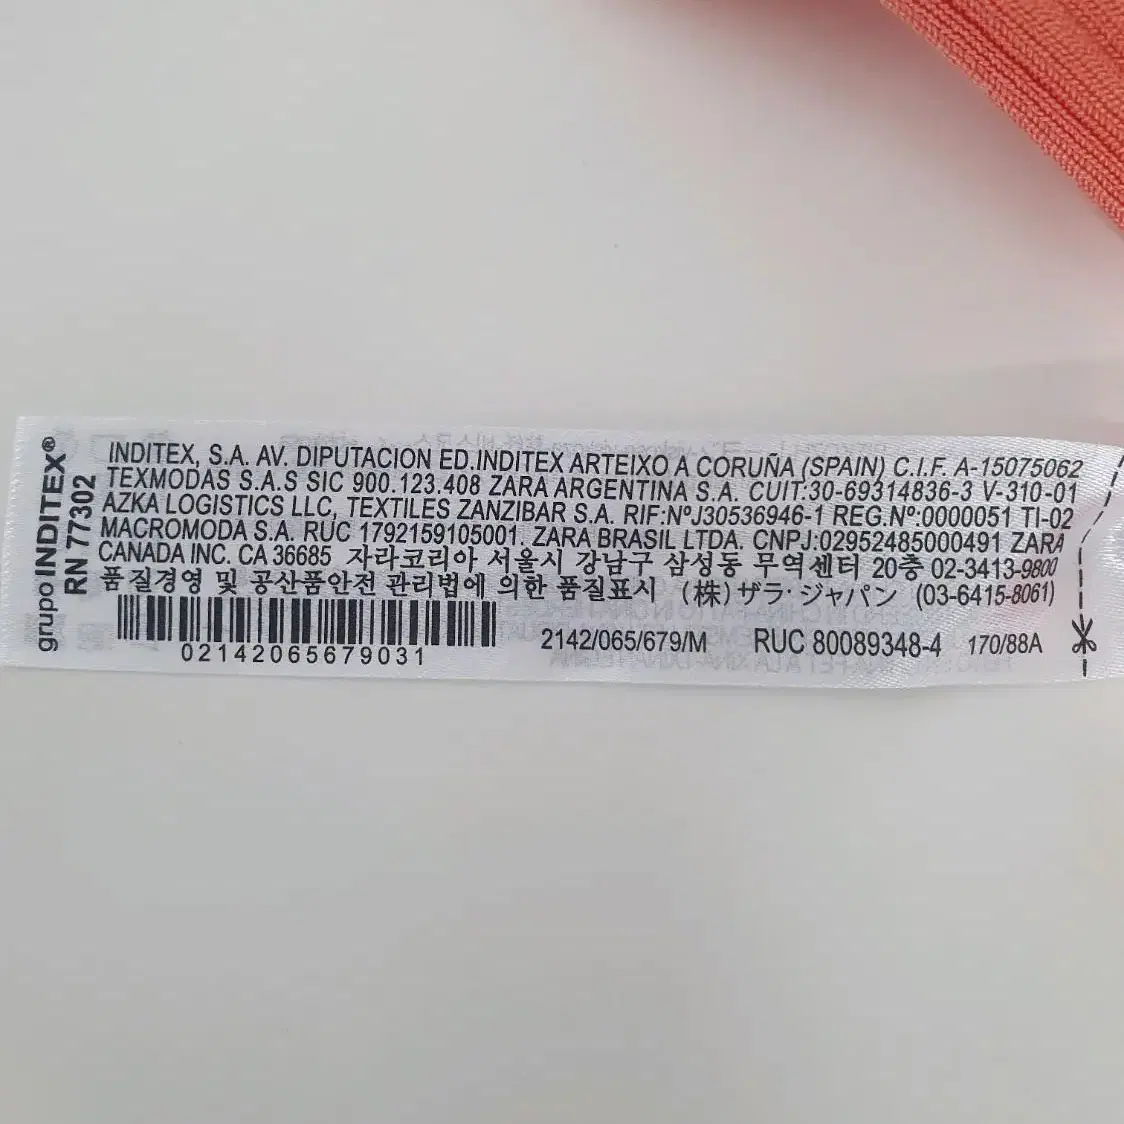 grupo INDITEX®
RN 77302
INDITEX, S.A. AV. DIPUTACION ED.INDITEX ARTEIXO A CORUÑA (SPAIN) C.I.F. A-15075062
TEXMODAS S.A.S SIC 900.123.408 ZARA ARGENTINA S.A. CUIT:30-69314836-3 V-310-01
AZKA LOGISTICS LLC, TEXTILES ZANZIBAR S.A. RIF:NºJ30536946-1 REG.Nº:0000051 TI-02
MACROMODA S.A. RUC 1792159105001. ZARA BRASIL LTDA. CNPJ:02952485000491 ZARA
CANADA INC. CA 36685 자라코리아 서울시 강남구 삼성동 무역센터 20층 02-3413-9800
품질경영 및 공산품안전 관리법에 의한 품질표시 (株)ザラ・ジャパン (03-6415-8061)
02142065679031
2142/065/679/M RUC 80089348-4 170/88A